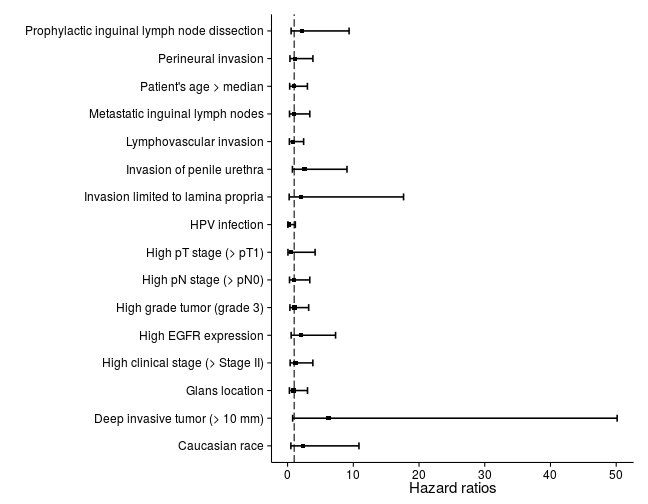 Prophylactic inguinal lymph node dissection
Perineural invasion
Patient's age > median
Metastatic inguinal lymph nodes
Lymphovascular invasion
Invasion of penile urethra
Invasion limited to lamina propria
HPV infection
High pT stage (> pT1)
High pN stage (> pN0)
High grade tumor (grade 3)
High EGFR expression
High clinical stage (> Stage II)
Glans location
Deep invasive tumor (> 10 mm)
Caucasian race
0 10 20 30 40 50
Hazard ratios